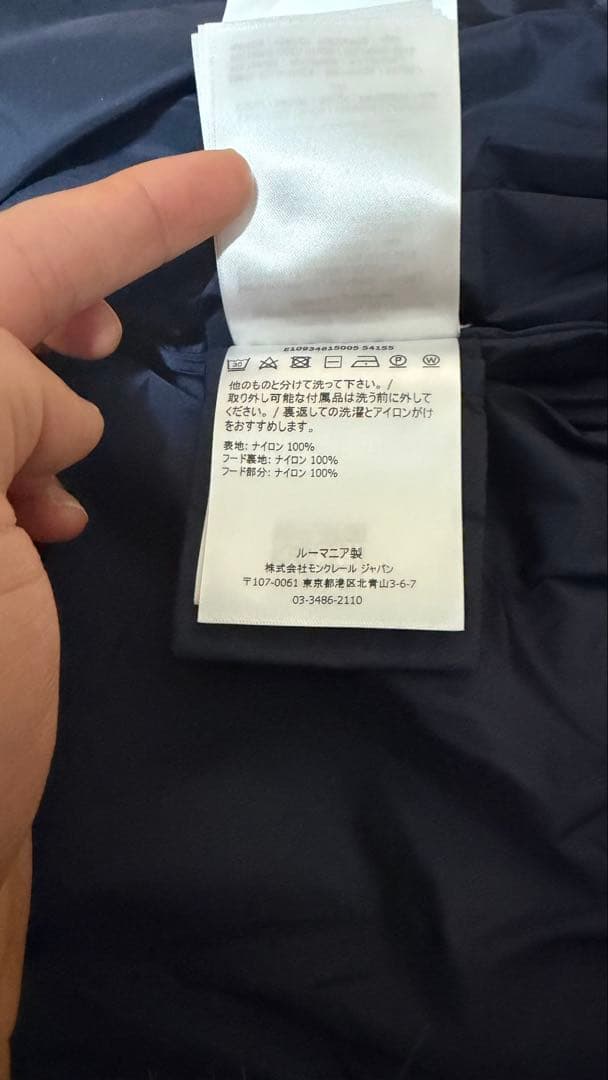 E10934815005 54155
他のものと分けて洗って下さい。/
取り外し可能な付属品は洗う前に外して
ください。/ 裏返しての洗濯とアイロンがけ
をおすすめします。
表地: ナイロン 100%
フード裏地: ナイロン 100%
フード部分: ナイロン 100%
ルーマニア製
株式会社モンクレール ジャパン
〒107-0061 東京都港区北青山3-6-7
03-3486-2110